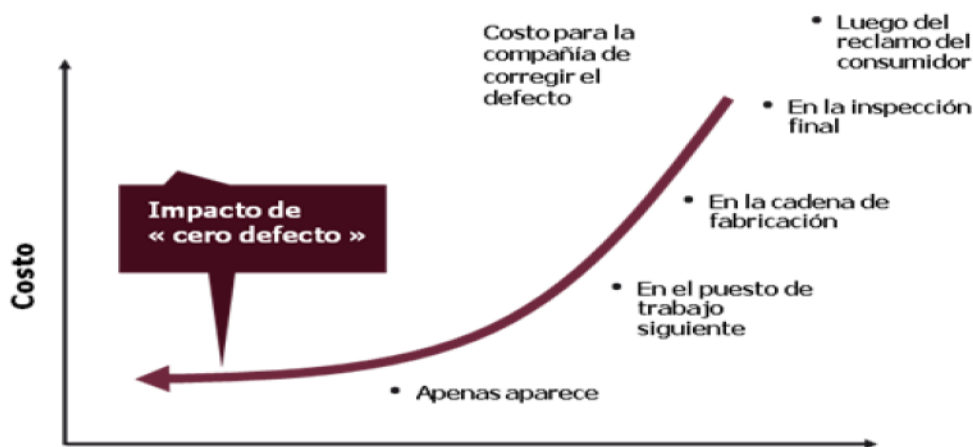 Costo para la
compañía de
corregir el
defecto
• Luego del
reclamo del
consumidor
• En la inspección
final
• En la cadena de
fabricación
• En el puesto de
trabajo
siguiente
• Apenas aparece
Impacto de
« cero defecto »
Costo